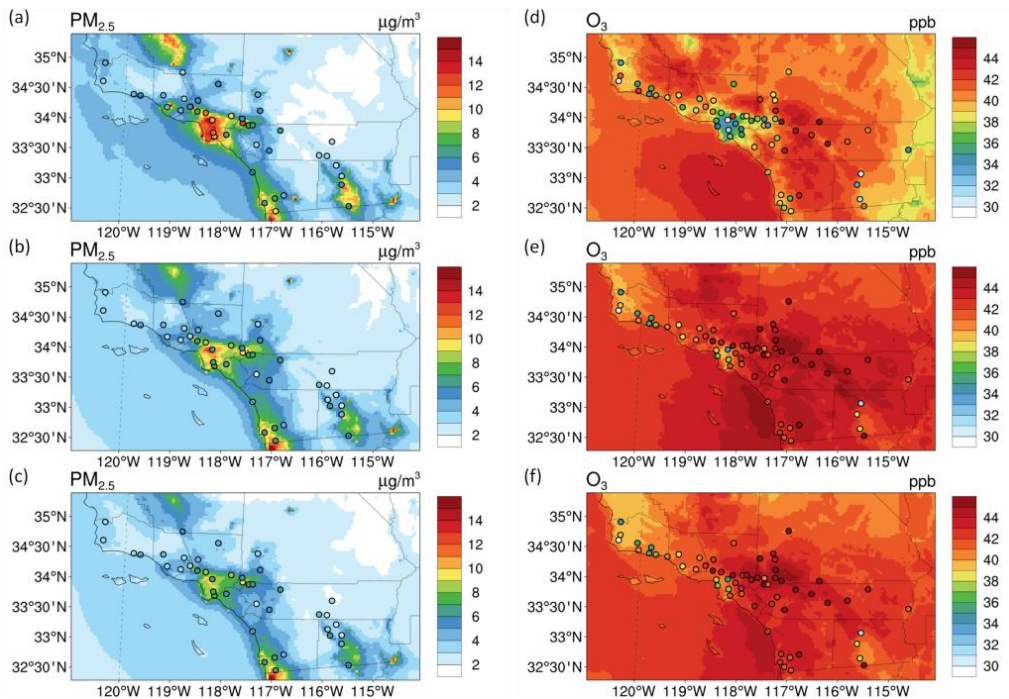 (a) PM2.5 μg/m3 (d) O3 ppb
35°N 14 35°N 44
34°30'N 12 34°30'N 42
34°N 10 34°N 40
33°30'N 8 33°30'N 38
33°N 6 33°N 36
32°30'N 4 32°30'N 34
2 32
30
120°W 119°W 118°W 117°W 116°W 115°W 120°W 119°W 118°W 117°W 116°W 115°W
(b) PM2.5 μg/m3 (e) O3 ppb
35°N 14 35°N 44
34°30'N 12 34°30'N 42
34°N 10 34°N 40
33°30'N 8 33°30'N 38
33°N 6 33°N 36
32°30'N 4 32°30'N 34
2 32
30
120°W 119°W 118°W 117°W 116°W 115°W 120°W 119°W 118°W 117°W 116°W 115°W
(c) PM2.5 μg/m3 (f) O3 ppb
35°N 14 35°N 44
34°30'N 12 34°30'N 42
34°N 10 34°N 40
33°30'N 8 33°30'N 38
33°N 6 33°N 36
32°30'N 4 32°30'N 34
2 32
30
120°W 119°W 118°W 117°W 116°W 115°W 120°W 119°W 118°W 117°W 116°W 115°W